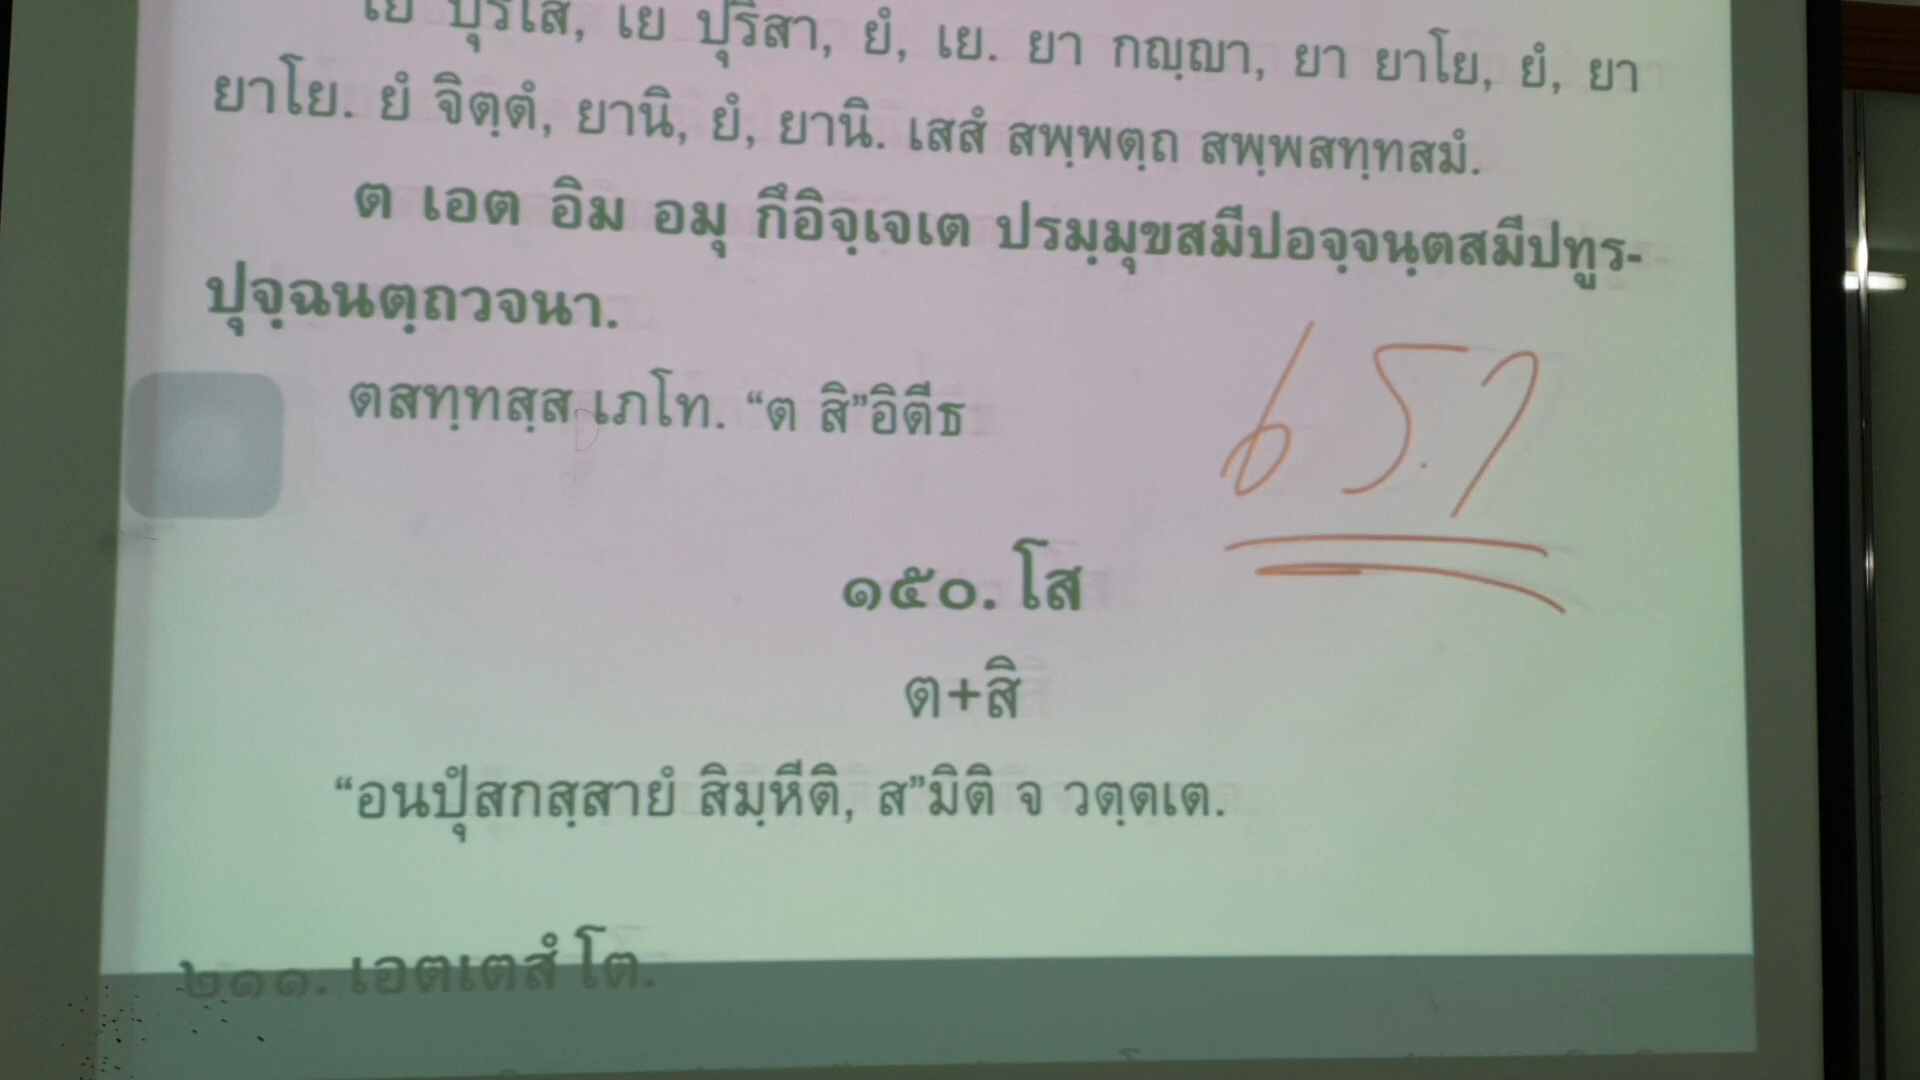 เย ปุริเส, เย ปุริสา, ยํ, เย. ยา กญฺญา, ยา ยาโย, ยํ, ยา
ยาโย. ยํ จิตฺตํ, ยานิ, ยํ, ยานิ. เสสํ สพฺพตฺถ สพฺพสทฺทสมํ.
ต เอต อิม อมุ กึอิจฺเจเต ปรมฺมุขสมีปอจฺจนฺตสมีปทูร-
ปุจฺฉนตฺถวจนา.
ตสทฺทสฺส เภโท. “ต สิ”อิตีธ
๑๕๐. โส
ต+สิ
“อนปุํสกสฺสายํ สิมฺหีติ, ส”มิติ จ วตฺตเต.
๒๑๑. เอตเตสํ โต.